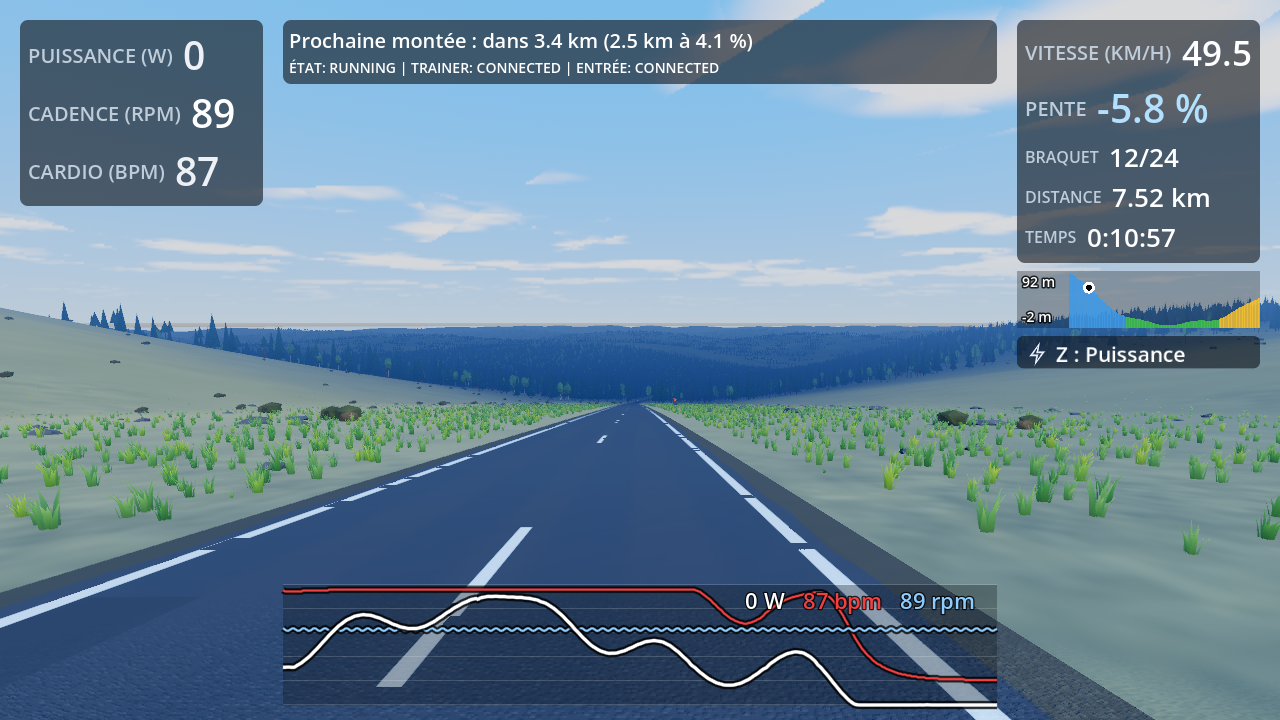 PUISSANCE (W) 0
CADENCE (RPM) 89
CARDIO (BPM) 87
Prochaine montée : dans 3.4 km (2.5 km à 4.1 %)
ÉTAT: RUNNING | TRAINER: CONNECTED | ENTRÉE: CONNECTED
VITESSE (KM/H) 49.5
PENTE -5.8 %
BRAQUET 12/24
DISTANCE 7.52 km
TEMPS 0:10:57
92 m
-2 m
Z : Puissance
0 W 87 bpm 89 rpm